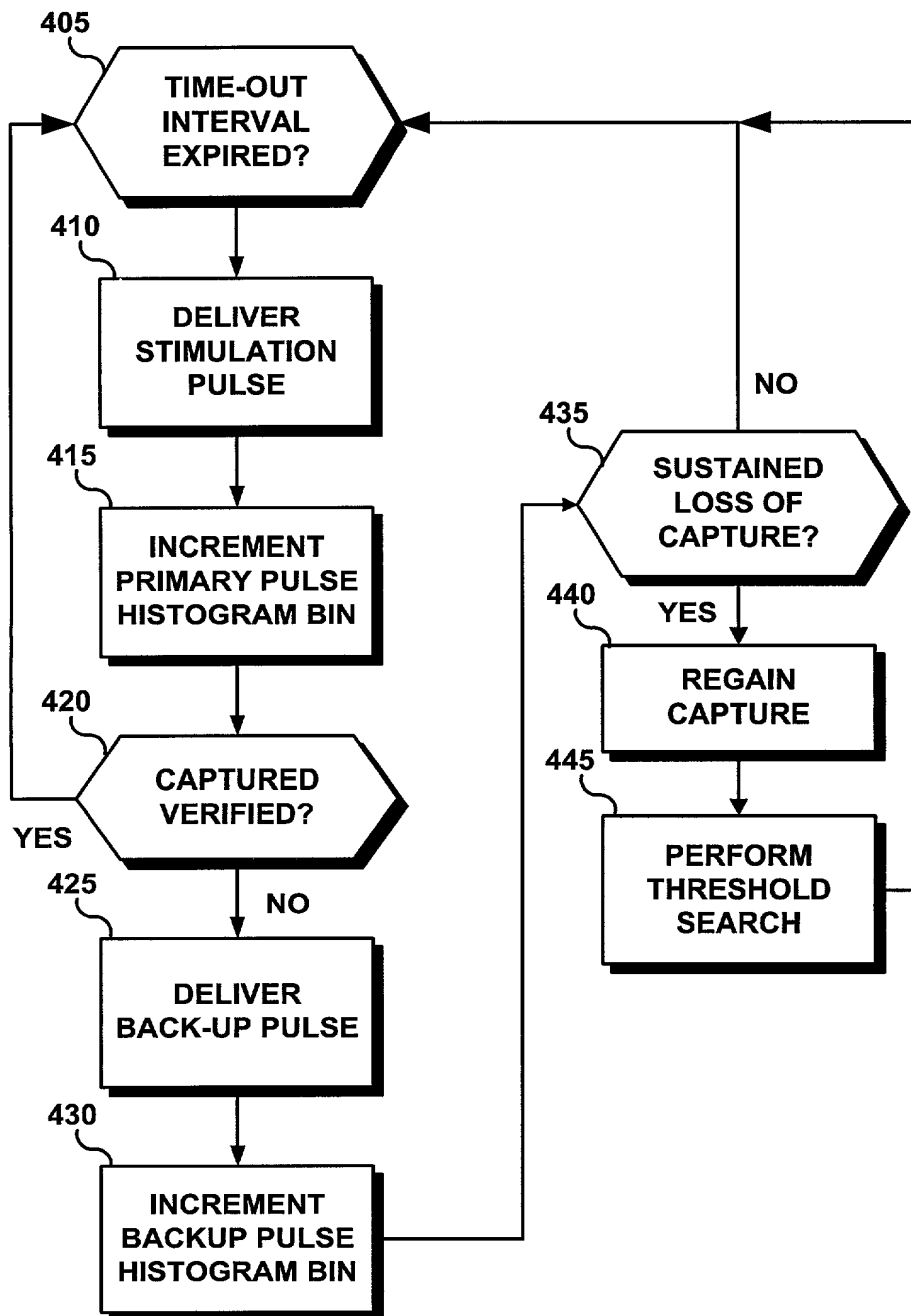 405
TIME-OUT
INTERVAL
EXPIRED?
410
DELIVER
STIMULATION
PULSE
415
INCREMENT
PRIMARY PULSE
HISTOGRAM BIN
420
CAPTURED
VERIFIED?
YES
NO
425
DELIVER
BACK-UP PULSE
430
INCREMENT
BACKUP PULSE
HISTOGRAM BIN
NO
435
SUSTAINED
LOSS OF
CAPTURE?
YES
440
REGAIN
CAPTURE
445
PERFORM
THRESHOLD
SEARCH